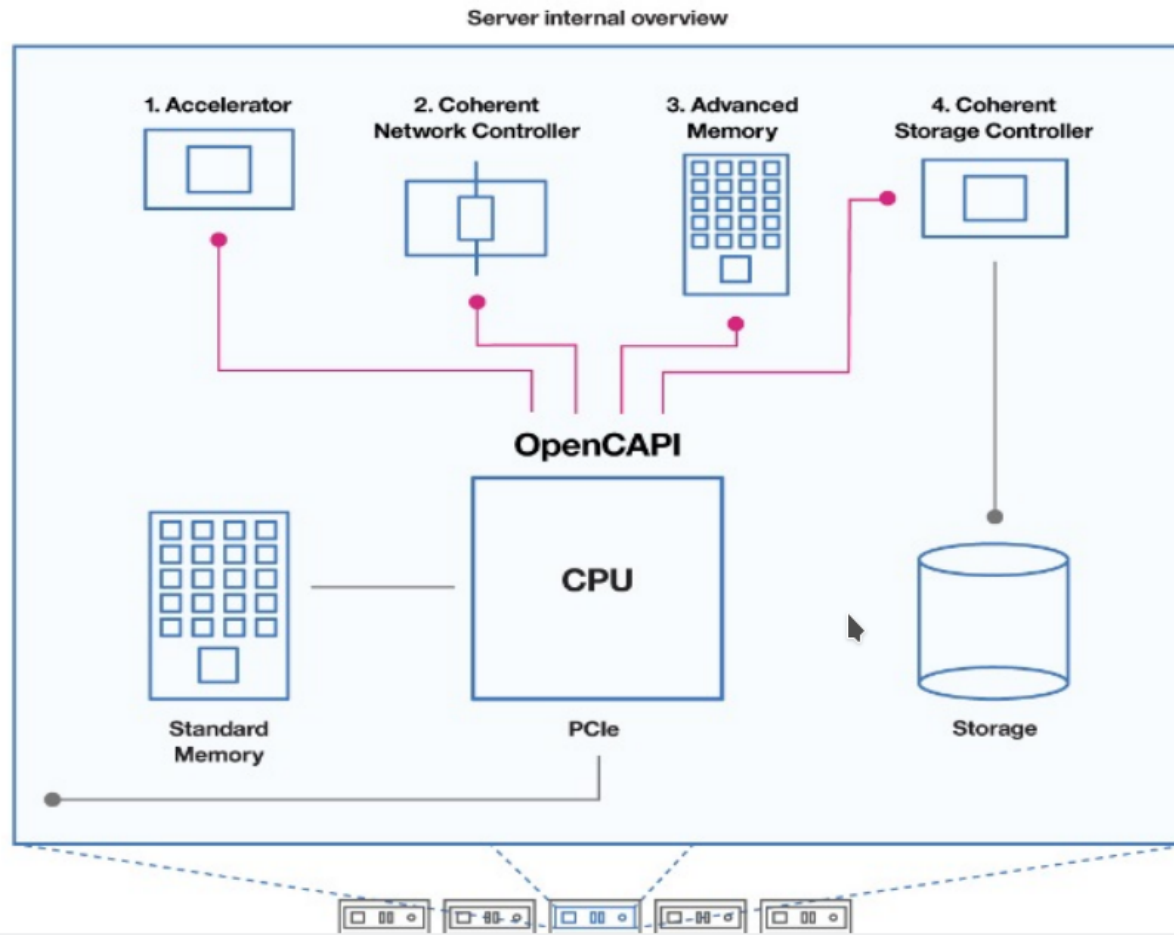 Server internal overview
1. Accelerator
2. Coherent
Network Controller
3. Advanced
Memory
4. Coherent
Storage Controller
OpenCAPI
CPU
Standard
Memory
PCIe
Storage